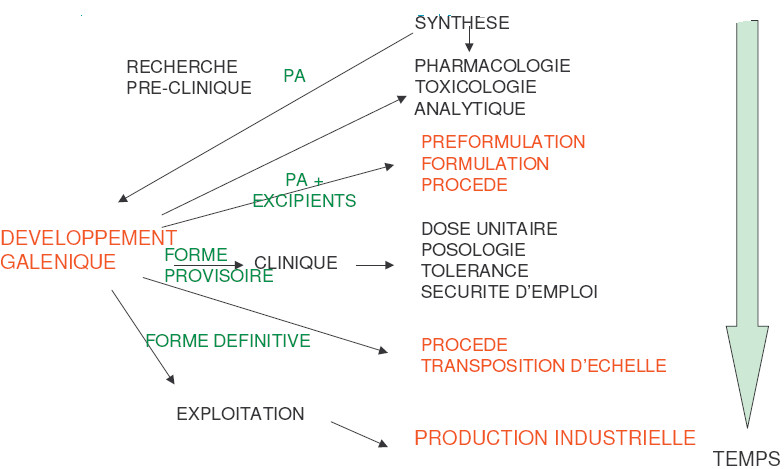 SYNTHESE
RECHERCHE
PRE-CLINIQUE
PA
PHARMACOLOGIE
TOXICOLOGIE
ANALYTIQUE
PREFORMULATION
FORMULATION
PROCEDE
PA +
EXCIPIENTS
DEVELOPPEMENT
GALENIQUE
FORME
PROVISOIRE
CLINIQUE
DOSE UNITAIRE
POSOLOGIE
TOLERANCE
SECURITE D'EMPLOI
FORME DEFINITIVE
PROCEDE
TRANSPOSITION D'ECHELLE
EXPLOITATION
PRODUCTION INDUSTRIELLE
TEMPS